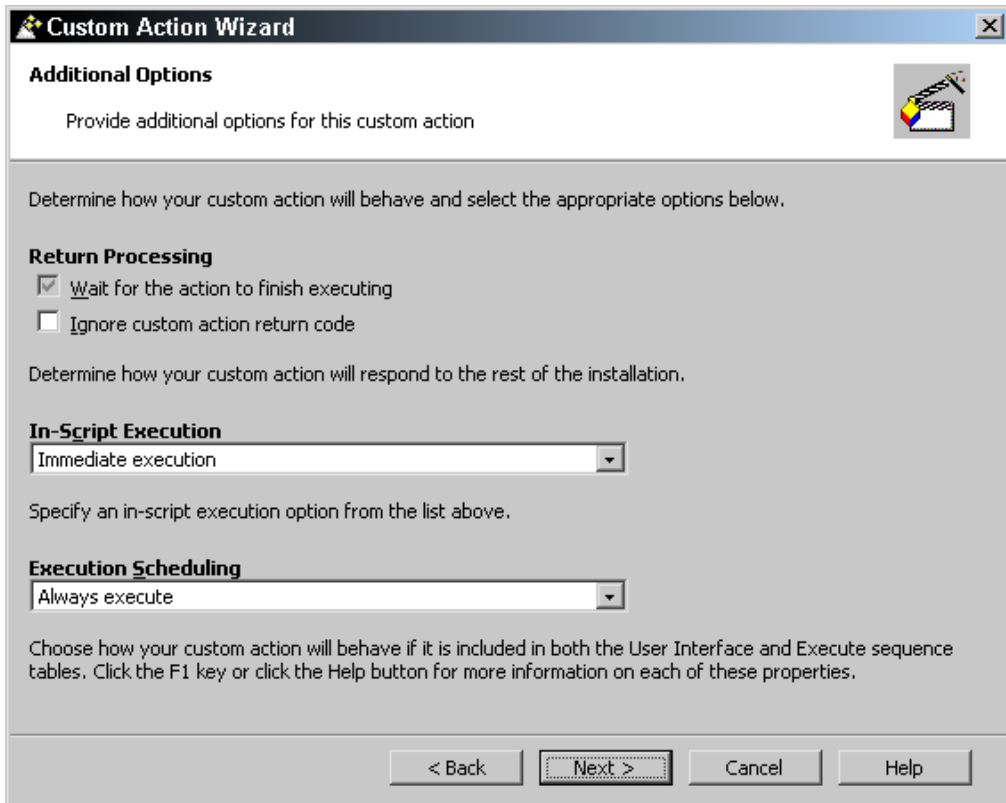 Custom Action Wizard
Additional Options
Provide additional options for this custom action
Determine how your custom action will behave and select the appropriate options below.
Return Processing
Wait for the action to finish executing
Ignore custom action return code
Determine how your custom action will respond to the rest of the installation.
In-Script Execution
Immediate execution
Specify an in-script execution option from the list above.
Execution Scheduling
Always execute
Choose how your custom action will behave if it is included in both the User Interface and Execute sequence
tables. Click the F1 key or click the Help button for more information on each of these properties.
< Back Next > Cancel Help